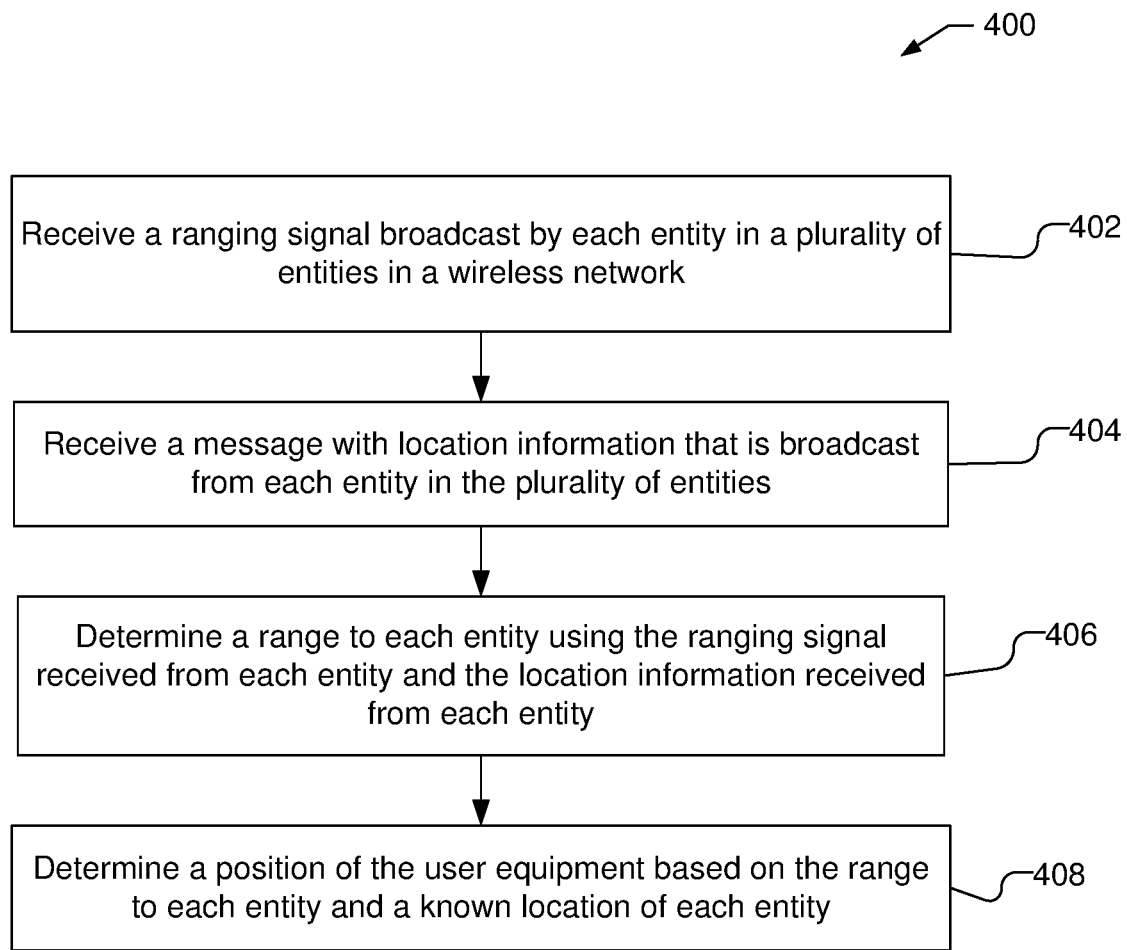 400
Receive a ranging signal broadcast by each entity in a plurality of
entities in a wireless network
402
Receive a message with location information that is broadcast
from each entity in the plurality of entities
404
Determine a range to each entity using the ranging signal
received from each entity and the location information received
from each entity
406
Determine a position of the user equipment based on the range
to each entity and a known location of each entity
408